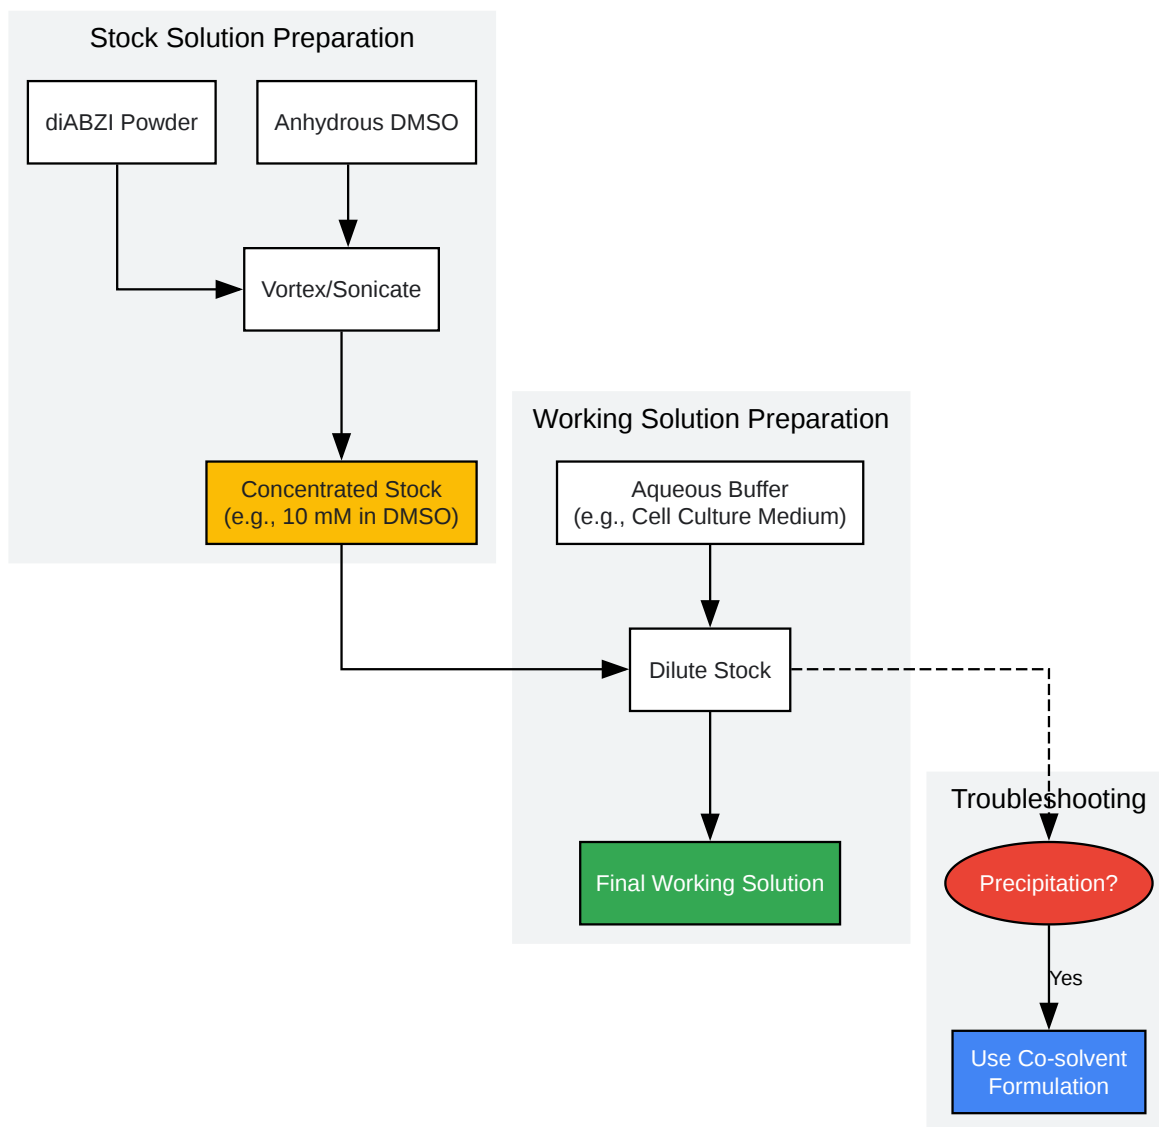 Stock Solution Preparation
diABZI Powder
Anhydrous DMSO
Vortex/Sonicate
Concentrated Stock
(e.g., 10 mM in DMSO)
Working Solution Preparation
Aqueous Buffer
(e.g., Cell Culture Medium)
Dilute Stock
Final Working Solution
Troubleshooting
Precipitation?
Yes
Use Co-solvent
Formulation